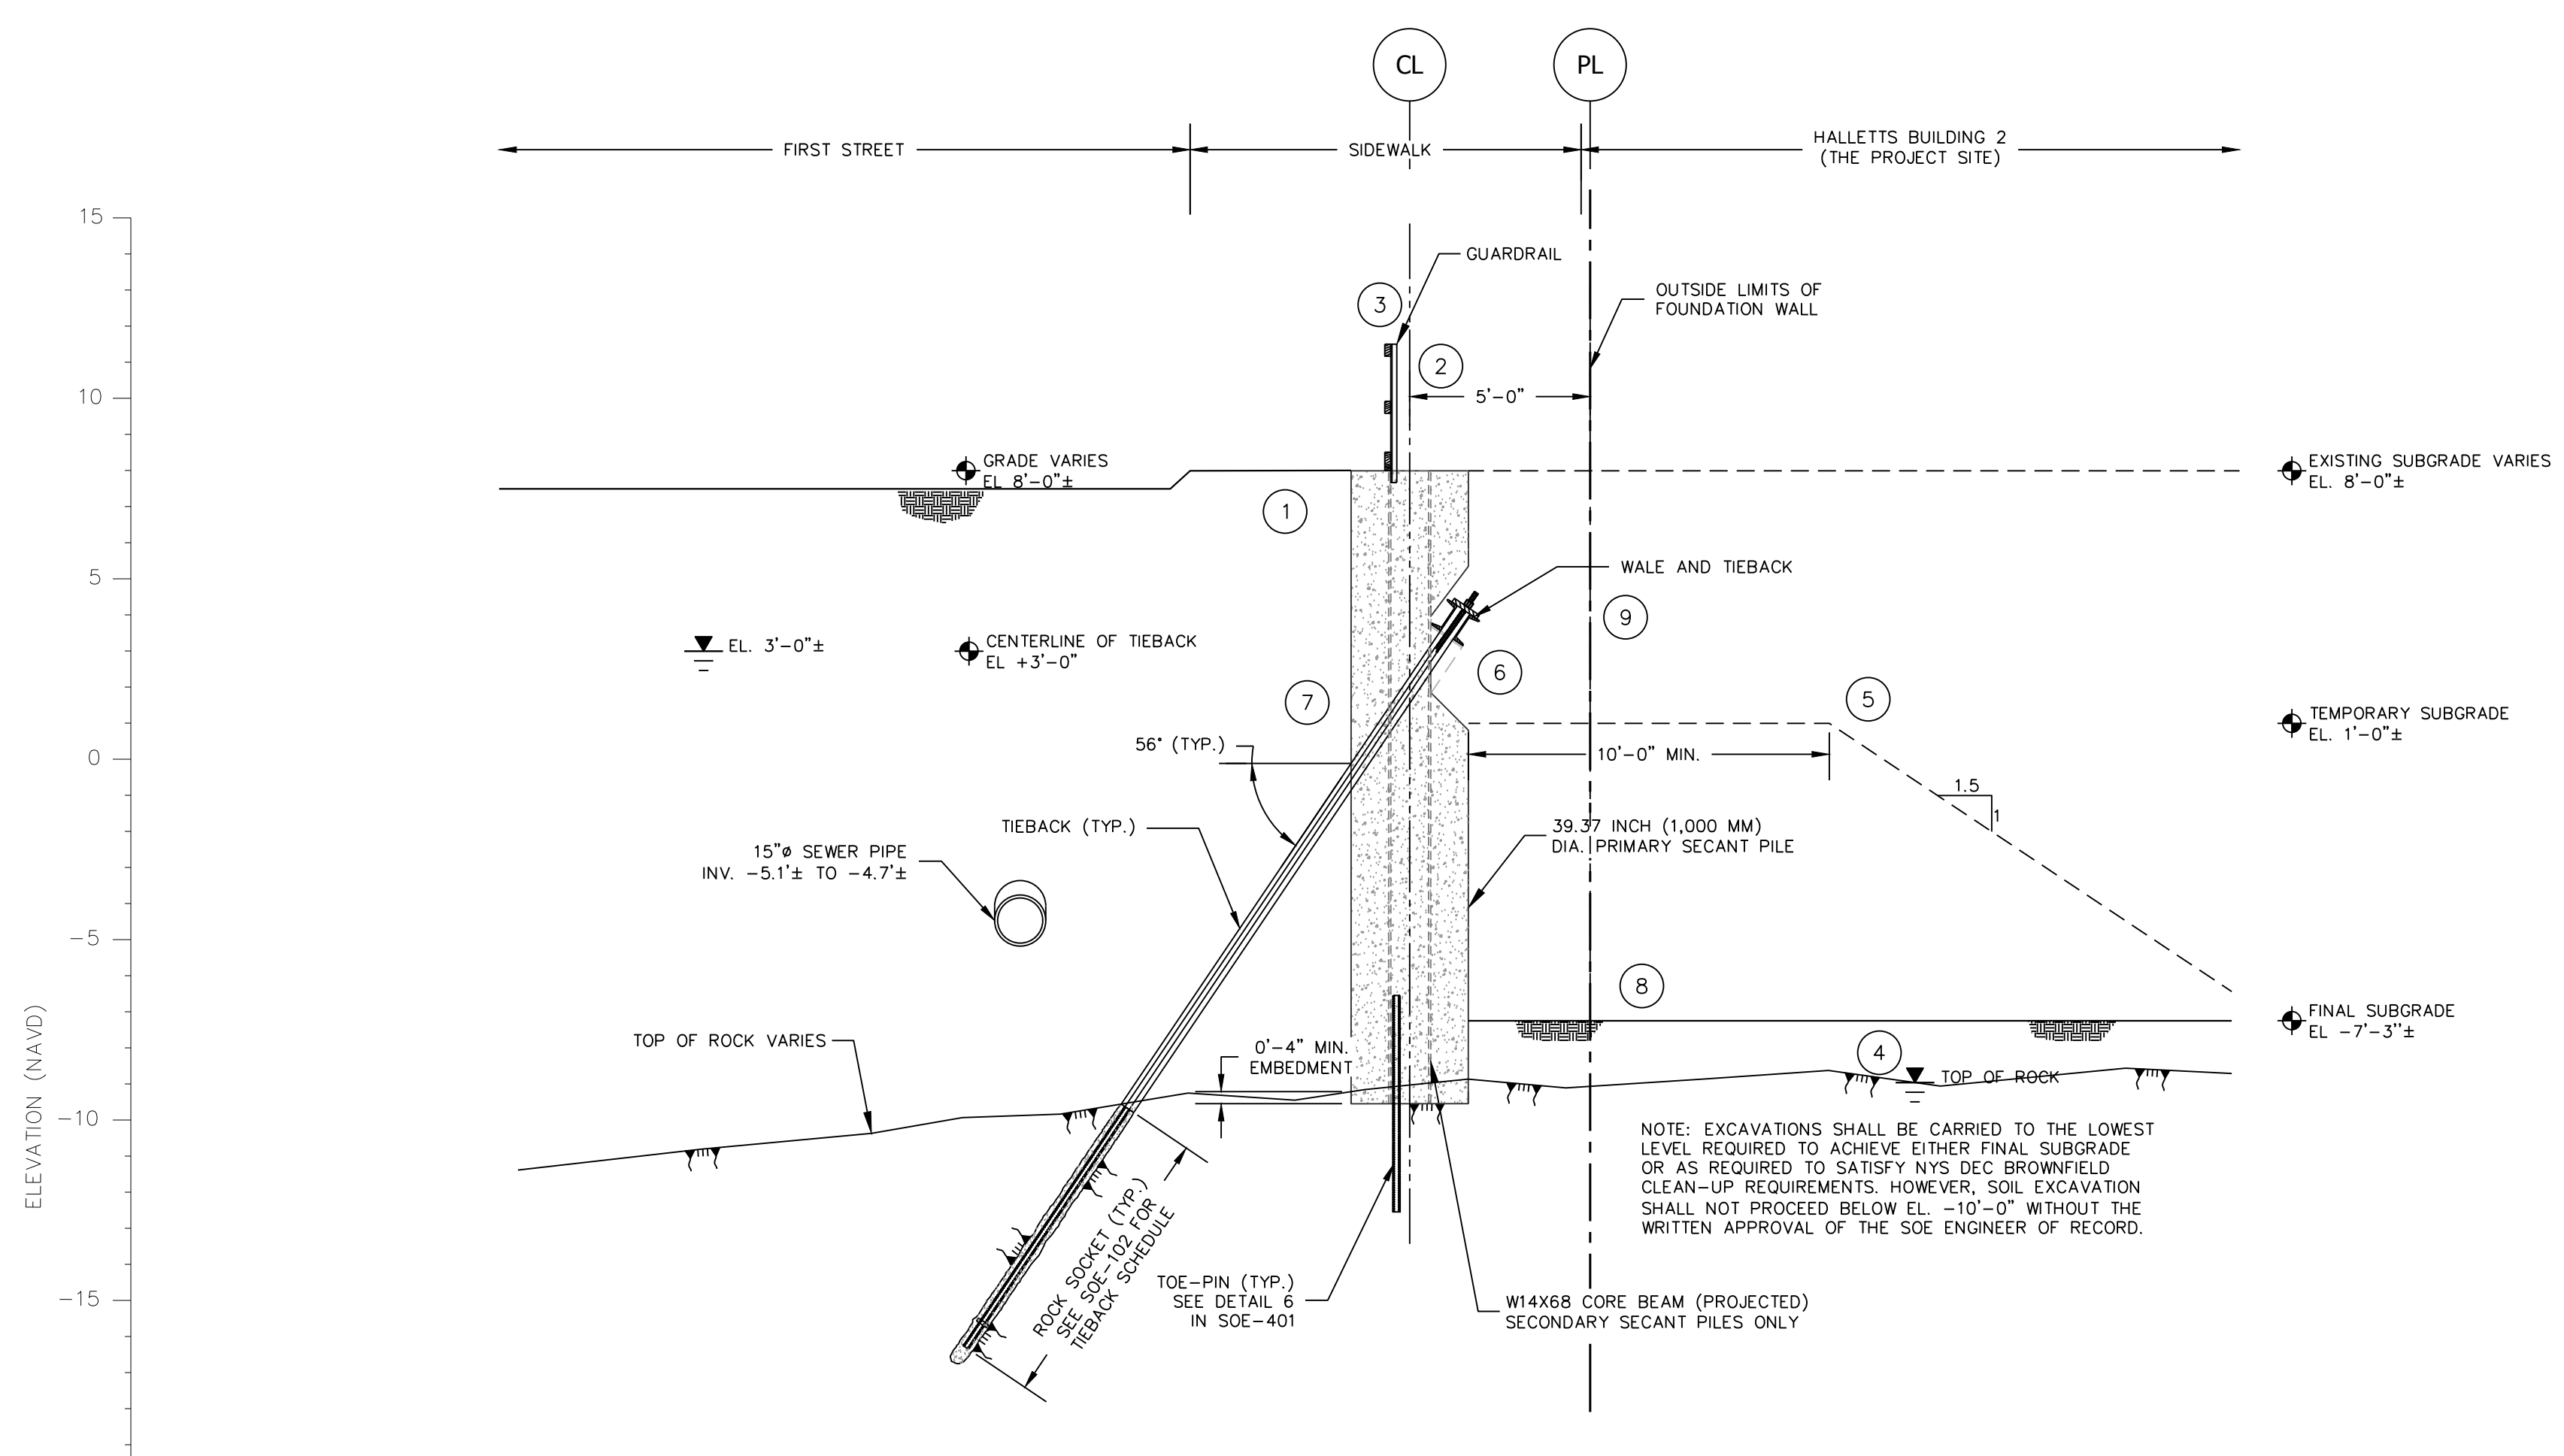 CL
PL
FIRST STREET
SIDEWALK
HALLETTS BUILDING 2
(THE PROJECT SITE)
15
GUARDRAIL
3
OUTSIDE LIMITS OF
FOUNDATION WALL
2
10
5'-0"
GRADE VARIES
EL 8'-0"±
EXISTING SUBGRADE VARIES
EL. 8'-0"±
1
5
WALE AND TIEBACK
9
EL. 3'-0"±
CENTERLINE OF TIEBACK
EL +3'-0"
6
7
5
TEMPORARY SUBGRADE
EL. 1'-0"±
56° (TYP.)
0
10'-0" MIN.
1.5
1
TIEBACK (TYP.)
39.37 INCH (1,000 MM)
DIA. PRIMARY SECANT PILE
15"ø SEWER PIPE
INV. -5.1'± TO -4.7'±
-5
8
FINAL SUBGRADE
EL -7'-3"±
TOP OF ROCK VARIES
0'-4" MIN.
EMBEDMENT
4
TOP OF ROCK
ELEVATION (NAVD)
-10
NOTE: EXCAVATIONS SHALL BE CARRIED TO THE LOWEST
LEVEL REQUIRED TO ACHIEVE EITHER FINAL SUBGRADE
OR AS REQUIRED TO SATISFY NYS DEC BROWNFIELD
CLEAN-UP REQUIREMENTS. HOWEVER, SOIL EXCAVATION
SHALL NOT PROCEED BELOW EL. -10'-0" WITHOUT THE
WRITTEN APPROVAL OF THE SOE ENGINEER OF RECORD.
ROCK SOCKET (TYP.)
SEE SOE-102 FOR
TIEBACK SCHEDULE
TOE-PIN (TYP.)
SEE DETAIL 6
IN SOE-401
W14X68 CORE BEAM (PROJECTED)
SECONDARY SECANT PILES ONLY
-15